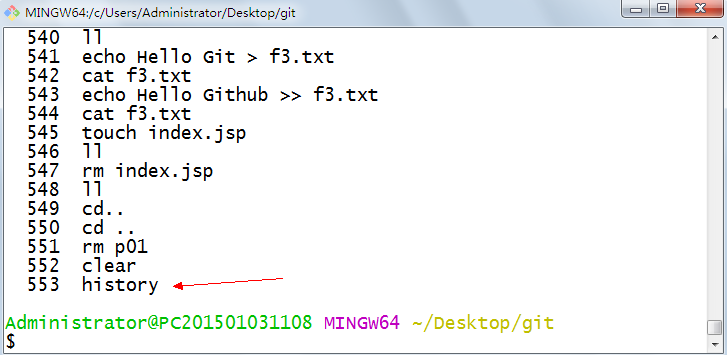 MINGW64:/c/Users/Administrator/Desktop/git
540 ll
541 echo Hello Git > f3.txt
542 cat f3.txt
543 echo Hello Github >> f3.txt
544 cat f3.txt
545 touch index.jsp
546 ll
547 rm index.jsp
548 ll
549 cd..
550 cd ..
551 rm p01
552 clear
553 history
Administrator@PC201501031108 MINGW64 ~/Desktop/git
$